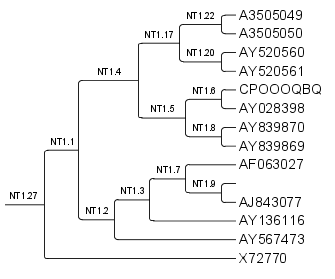 NT1.22
A3505049
A3505050
NT1.17
NT1.20
AY520560
AY520561
NT1.4
NT1.6
CPOOOQBQ
AY028398
NT1.5
NT1.8
AY839870
AY839869
NT1.1
NT1.7
AF063027
NT1.9
AJ843077
NT1.3
AY136116
NT1.27
NT1.2
AY567473
X72770